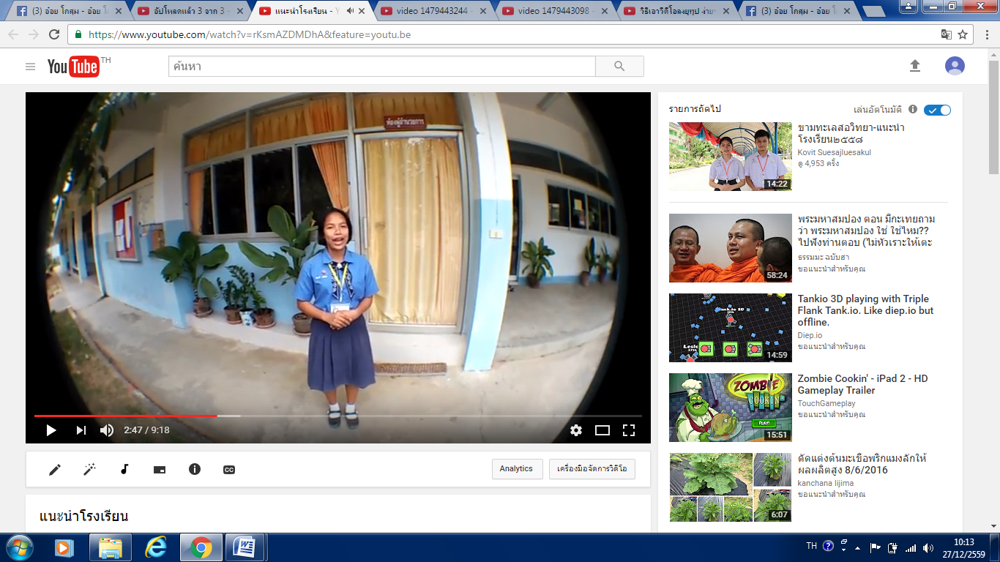 (3) อ้อย โกสุม - อ้อย โก
อัปโหลดแล้ว 3 จาก 3 -
แนะนำโรงเรียน - Y
video 1479443244 -
video 1479443098 -
วิธีเอาวิดีโอลงยูทูป ง่ายๆ
(3) อ้อย โกสุม - อ้อย โก
https://www.youtube.com/watch?v=rKsmAZDMDhA&feature=youtu.be
YouTube TH
ค้นหา
ห้องผู้อำนวยการ
2:47 / 9:18
CC
Analytics
เครื่องมือจัดการวิดีโอ
แนะนำโรงเรียน
รายการถัดไป
เล่นอัตโนมัติ
ขามทะเลสอวิทยา-แนะนำ
โรงเรียน๒๕๕๘
Kovit Suesajluesakul
ดู 4,953 ครั้ง
14:22
พระมหาสมปอง ตอน มีกะเทยถาม
ว่า พระมหาสมปอง ใช่ ใช่ไหม??
ไปฟังท่านตอบ (ไม่หัวเราะให้เตะ
ธรรมมะ ฉบับฮา
ขอแนะนำสำหรับคุณ
58:24
Tankio 3D playing with Triple
Flank Tank.io. Like diep.io but
offline.
Diep.io
ขอแนะนำสำหรับคุณ
Tank.io 3D
14:59
Zombie Cookin' - iPad 2 - HD
Gameplay Trailer
TouchGameplay
ขอแนะนำสำหรับคุณ
ZOMBIE
COOKIN'
PLAY!
15:51
ตัดแต่งต้นมะเขือพริกแมงลักให้
ผลผลิตสูง 8/6/2016
kanchana Iijima
ขอแนะนำสำหรับคุณ
6:07
TH
10:13
27/12/2559